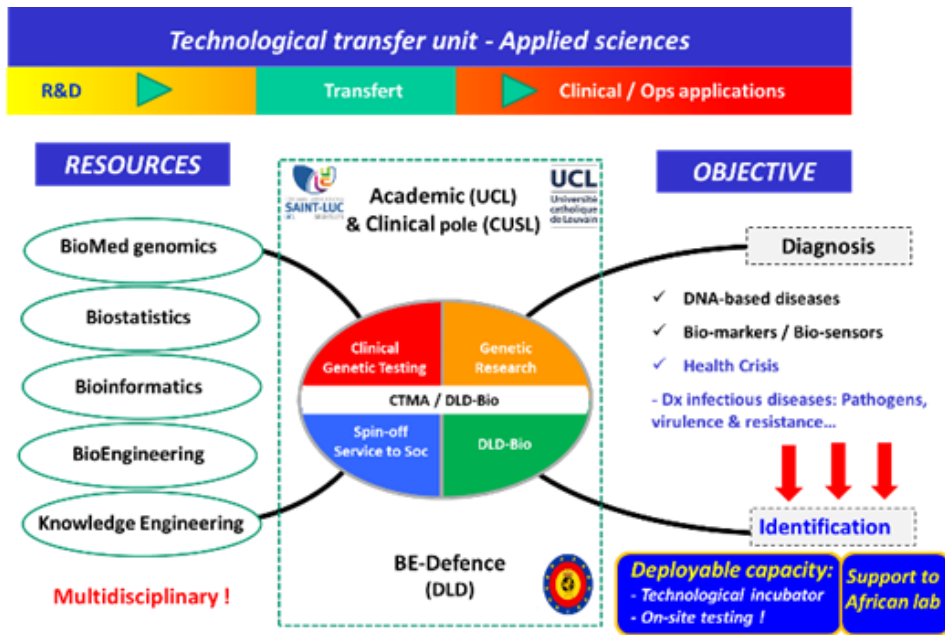 Technological transfer unit - Applied sciences
R&D
Transfert
Clinical / Ops applications
RESOURCES
BioMed genomics
Biostatistics
Bioinformatics
BioEngineering
Knowledge Engineering
Multidisciplinary !
SAINT-LUC
UCL
Université
catholique
de Louvain
Academic (UCL)
& Clinical pole (CUSL)
Clinical
Genetic Testing
Genetic
Research
CTMA / DLD-Bio
Spin-off
Service to Soc
DLD-Bio
BE-Defence
(DLD)
OBJECTIVE
Diagnosis
✓ DNA-based diseases
✓ Bio-markers / Bio-sensors
✓ Health Crisis
- Dx infectious diseases: Pathogens,
virulence & resistance...
Identification
Deployable capacity:
- Technological incubator
- On-site testing !
Support to
African lab